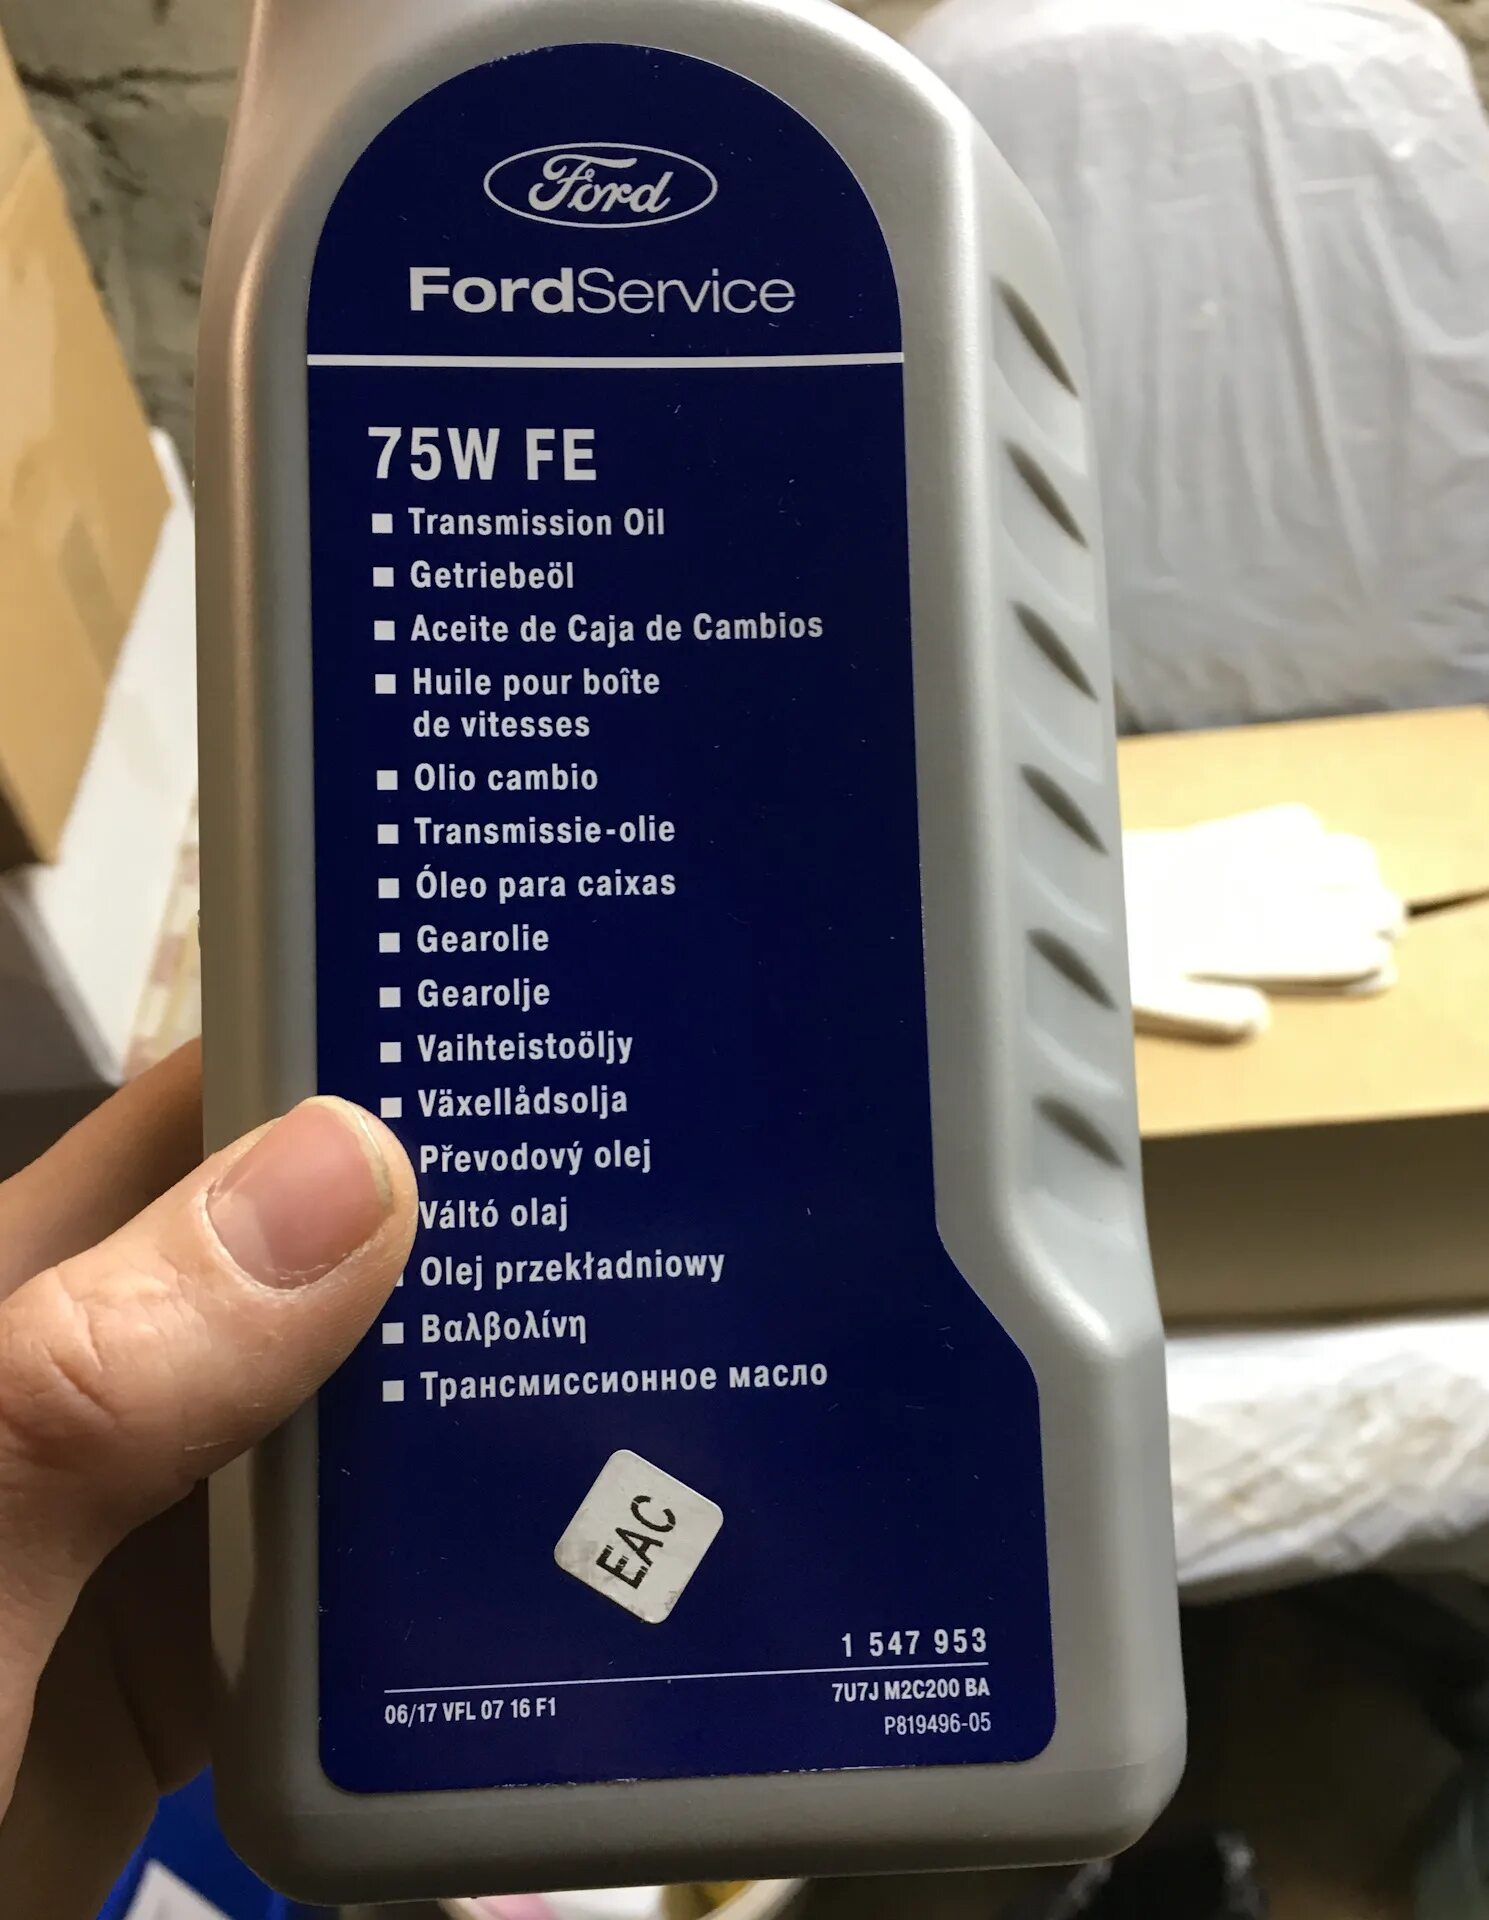 Ford
FordService
75W FE
Transmission Oil
Getriebeöl
Aceite de Caja de Cambios
Huile pour boîte
de vitesses
Olio cambio
Transmissie-olie
Óleo para caixas
Gearolie
Gearolje
Vaihteistoöljy
Växellådsolja
Převodový olej
Váltó olaj
Olej przekładniowy
Βαλβολίνη
Трансмиссионное масло
EAC
1 547 953
06/17 VFL 07 16 F1
7U7J M2C200 BA
P819496-05